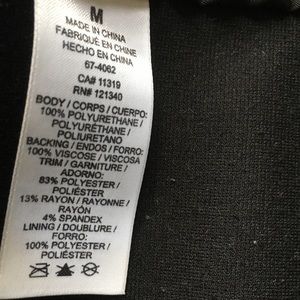 M
MADE IN CHINA
FABRIQUÉ EN CHINE
HECHO EN CHINA
67-4062
CA# 11319
RN# 121340
BODY / CORPS / CUERPO:
100% POLYURETHANE /
POLYURÉTHANE /
POLIURETANO
BACKING / ENDOS / FORRO:
100% VISCOSE / VISCOSA
TRIM / GARNITURE /
ADORNO:
83% POLYESTER /
POLIÉSTER
13% RAYON / RAYONNE /
RAYÓN
4% SPANDEX
LINING / DOUBLURE /
FORRO:
100% POLYESTER /
POLIÉSTER